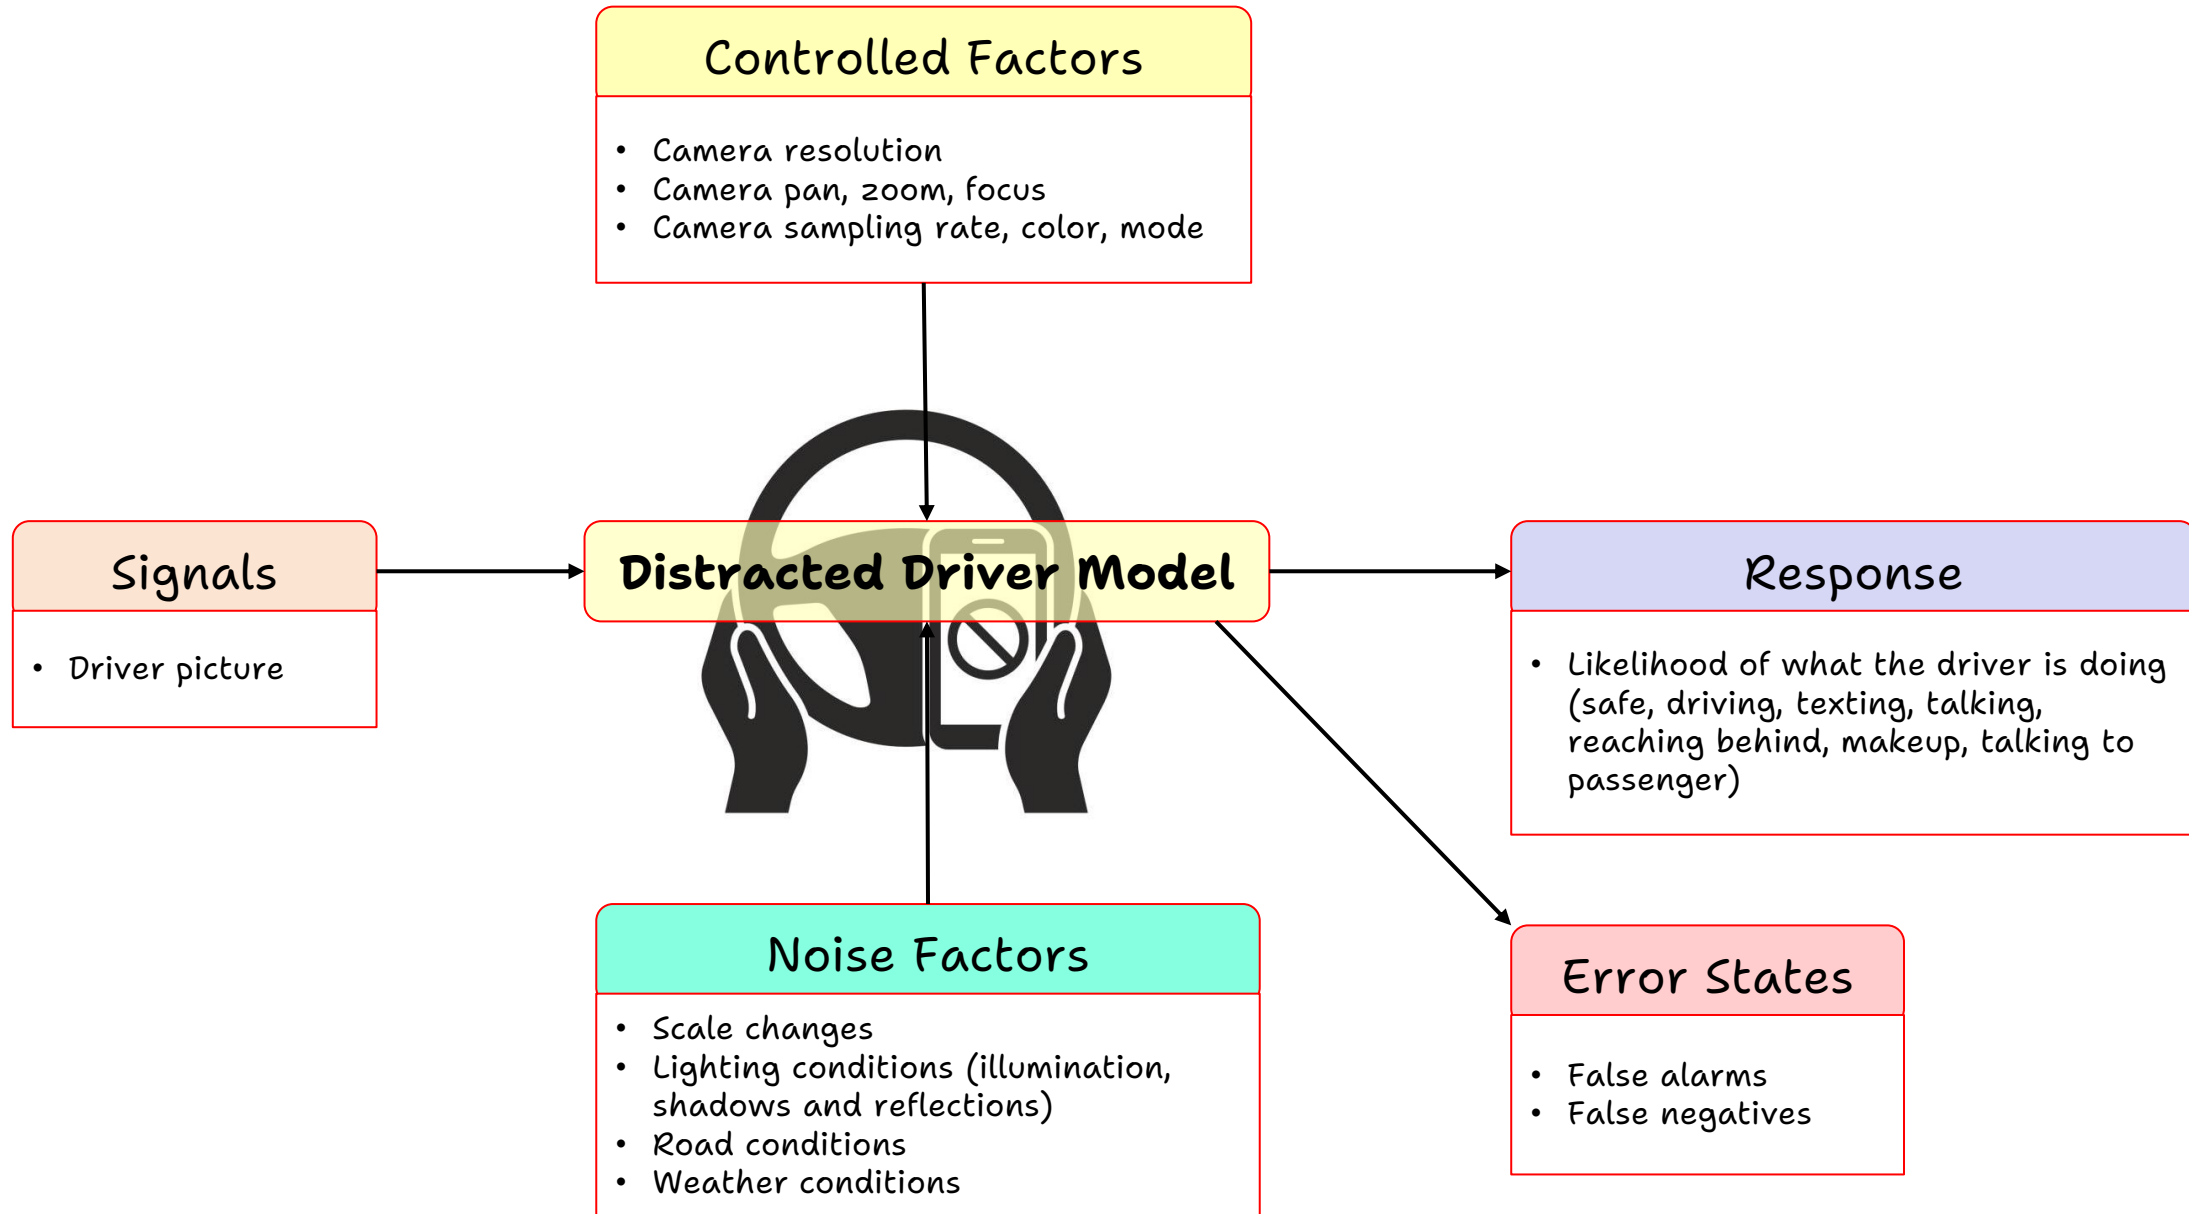 Controlled Factors
• Camera resolution
• Camera pan, zoom, focus
• Camera sampling rate, color, mode
Signals
• Driver picture
Distracted Driver Model
Response
• Likelihood of what the driver is doing
(safe, driving, texting, talking,
reaching behind, makeup, talking to
passenger)
Noise Factors
• Scale changes
• Lighting conditions (illumination,
shadows and reflections)
• Road conditions
• Weather conditions
Error States
• False alarms
• False negatives